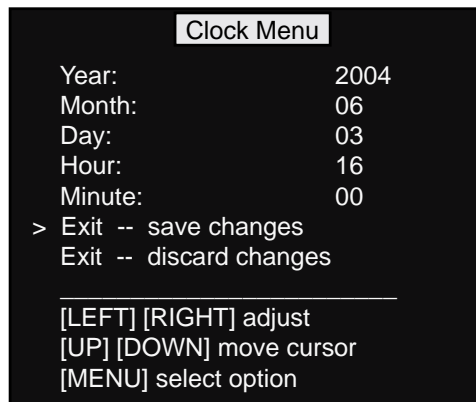 Clock Menu
Year: 2004
Month: 06
Day: 03
Hour: 16
Minute: 00
> Exit -- save changes
Exit -- discard changes
[LEFT] [RIGHT] adjust
[UP] [DOWN] move cursor
[MENU] select option